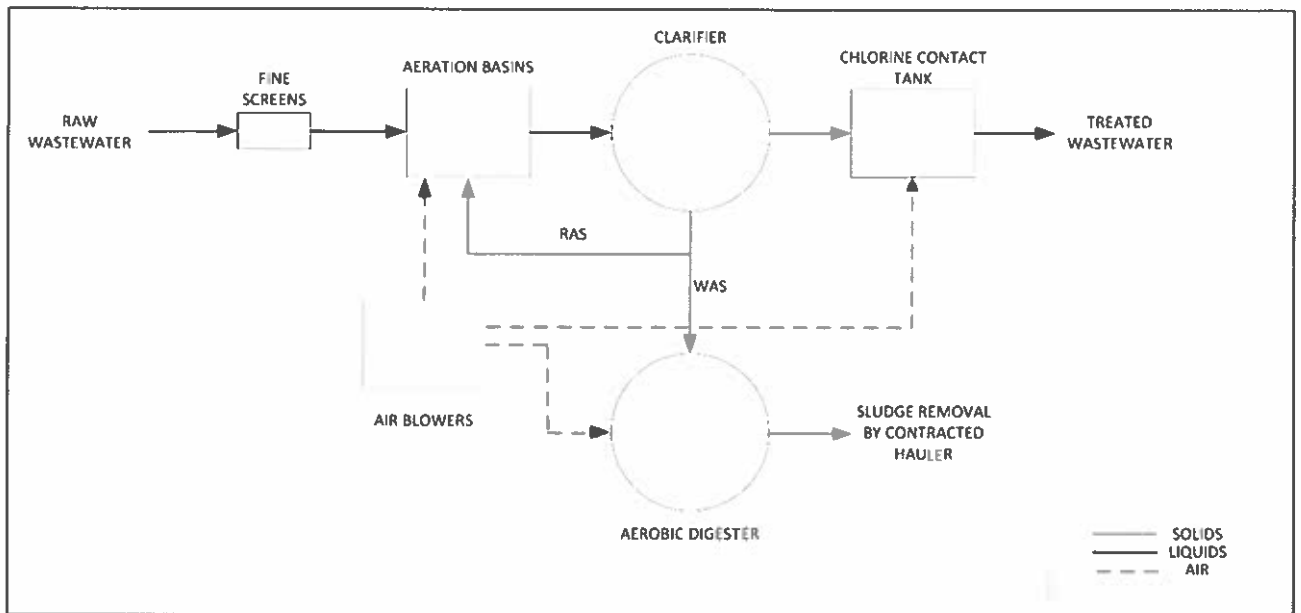 CLARIFIER
CHLORINE CONTACT
TANK
AERATION BASINS
FINE
SCREENS
RAW
WASTEWATER
TREATED
WASTEWATER
RAS
WAS
AIR BLOWERS
SLUDGE REMOVAL
BY CONTRACTED
HAULER
AEROBIC DIGESTER
SOLIDS
LIQUIDS
AIR